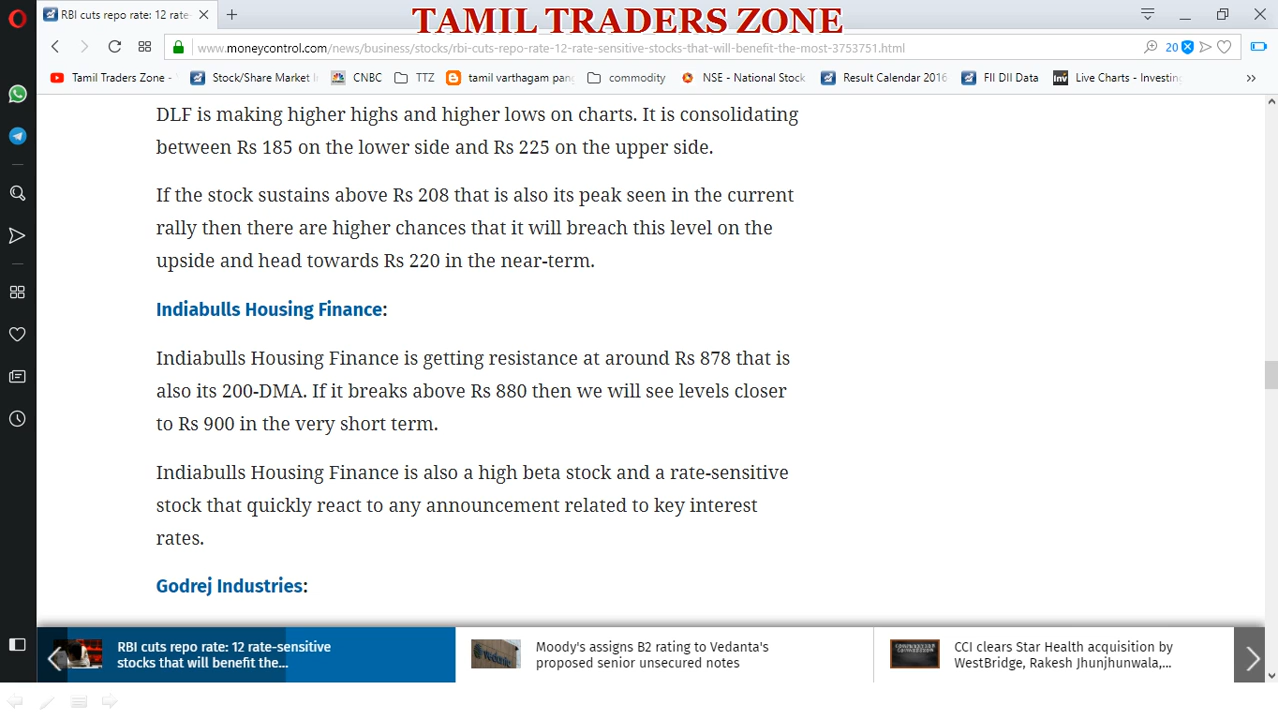 RBI cuts repo rate: 12 rate-
TAMIL TRADERS ZONE
www.moneycontrol.com/news/business/stocks/rbi-cuts-repo-rate-12-rate-sensitive-stocks-that-will-benefit-the-most-3753751.html
20
Tamil Traders Zone -
Stock/Share Market I
CNBC
TTZ
tamil varthagam pan
commodity
NSE - National Stock
Result Calendar 2016
FII DII Data
Inv
Live Charts - Investin
DLF is making higher highs and higher lows on charts. It is consolidating
between Rs 185 on the lower side and Rs 225 on the upper side.
If the stock sustains above Rs 208 that is also its peak seen in the current
rally then there are higher chances that it will breach this level on the
upside and head towards Rs 220 in the near-term.
Indiabulls Housing Finance:
Indiabulls Housing Finance is getting resistance at around Rs 878 that is
also its 200-DMA. If it breaks above Rs 880 then we will see levels closer
to Rs 900 in the very short term.
Indiabulls Housing Finance is also a high beta stock and a rate-sensitive
stock that quickly react to any announcement related to key interest
rates.
Godrej Industries:
RBI cuts repo rate: 12 rate-sensitive
stocks that will benefit the...
Moody's assigns B2 rating to Vedanta's
proposed senior unsecured notes
CCI clears Star Health acquisition by
WestBridge, Rakesh Jhunjhunwala,...